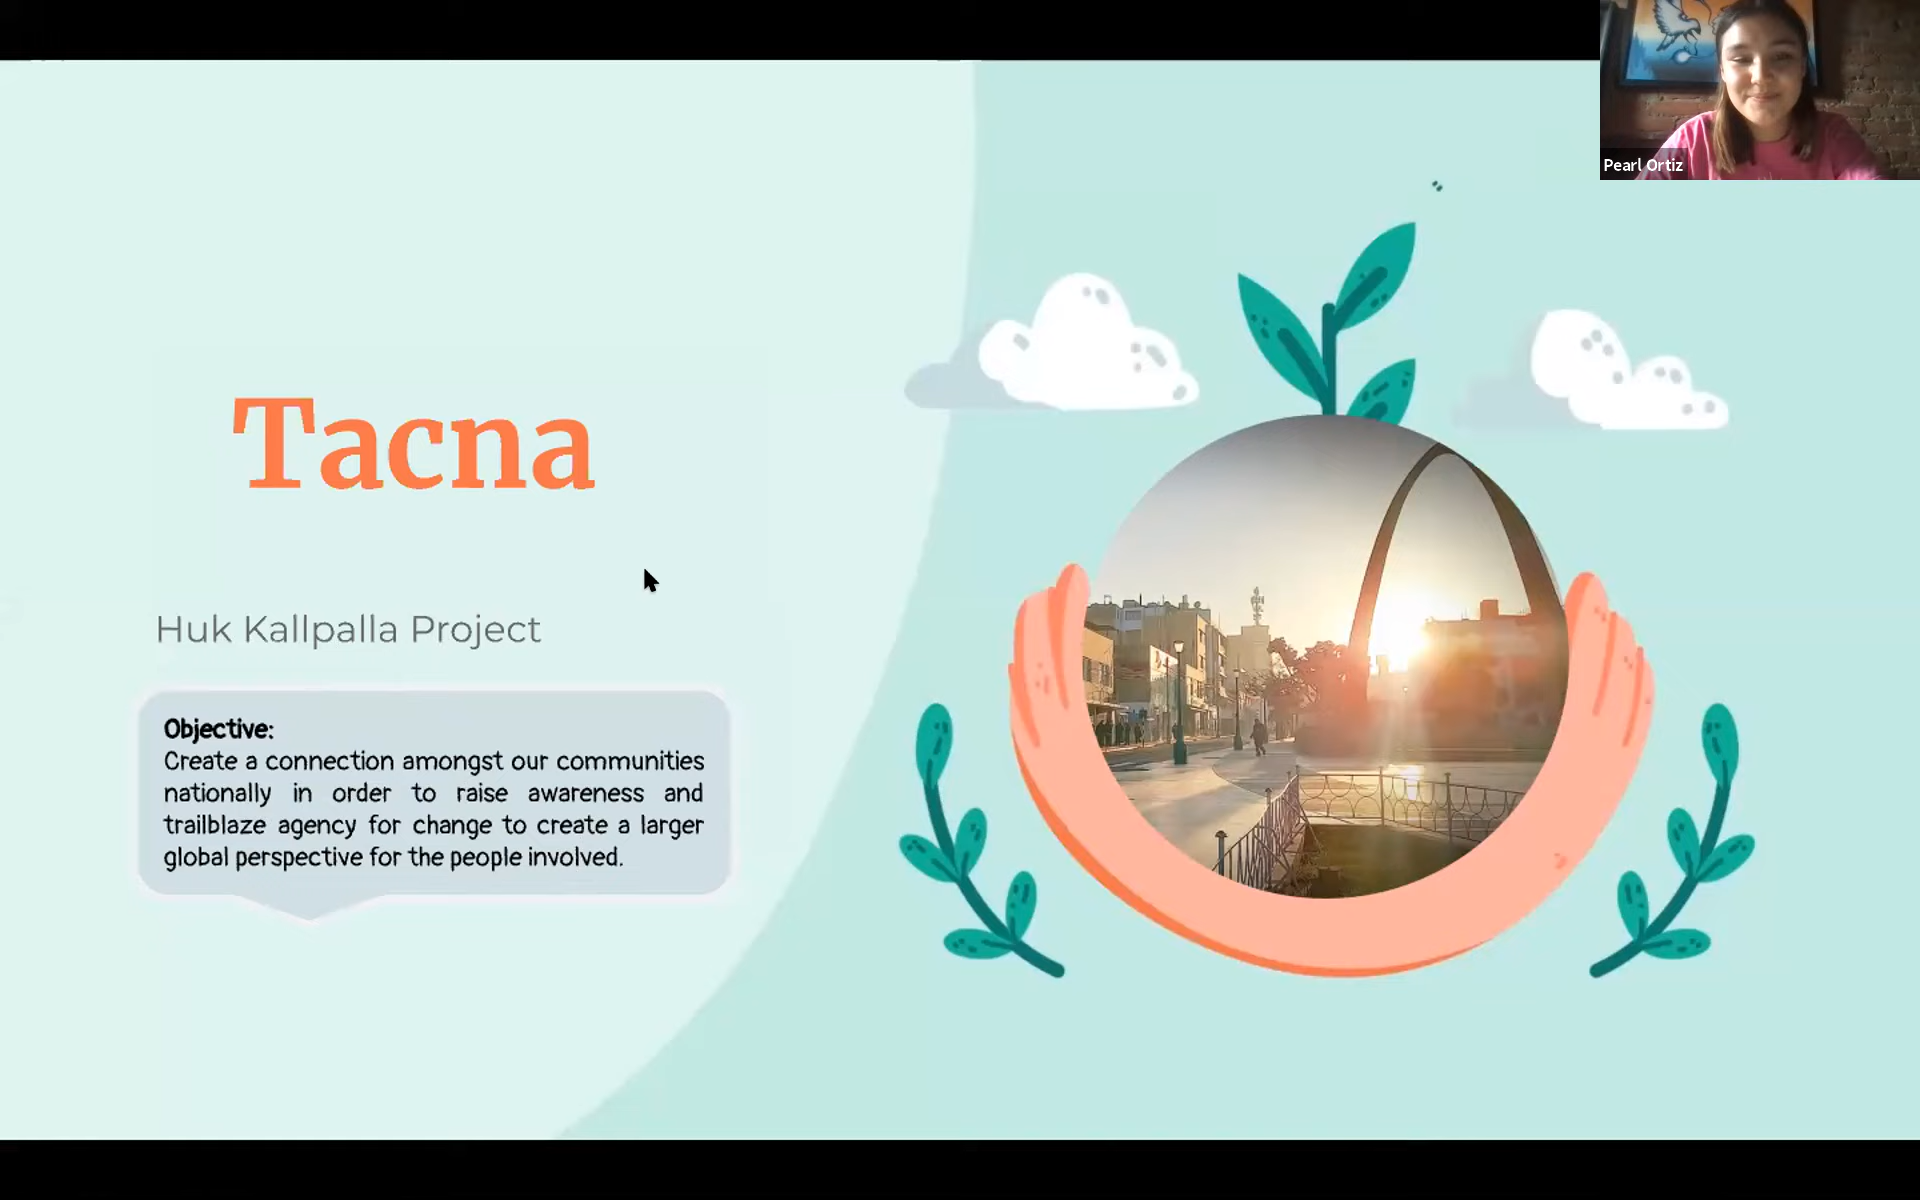 Pearl Ortiz
Tacna
Huk Kallpalla Project
Objective:
Create a connection amongst our communities
nationally in order to raise awareness and
trailblaze agency for change to create a larger
global perspective for the people involved.